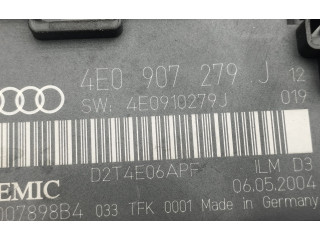 4E0 907 279 J 12
SW: 4E0910279J 019
D2T4E06APF ILM D3
EMIC 06.05.2004
007898B4 033 TFK 0001 Made in Germany